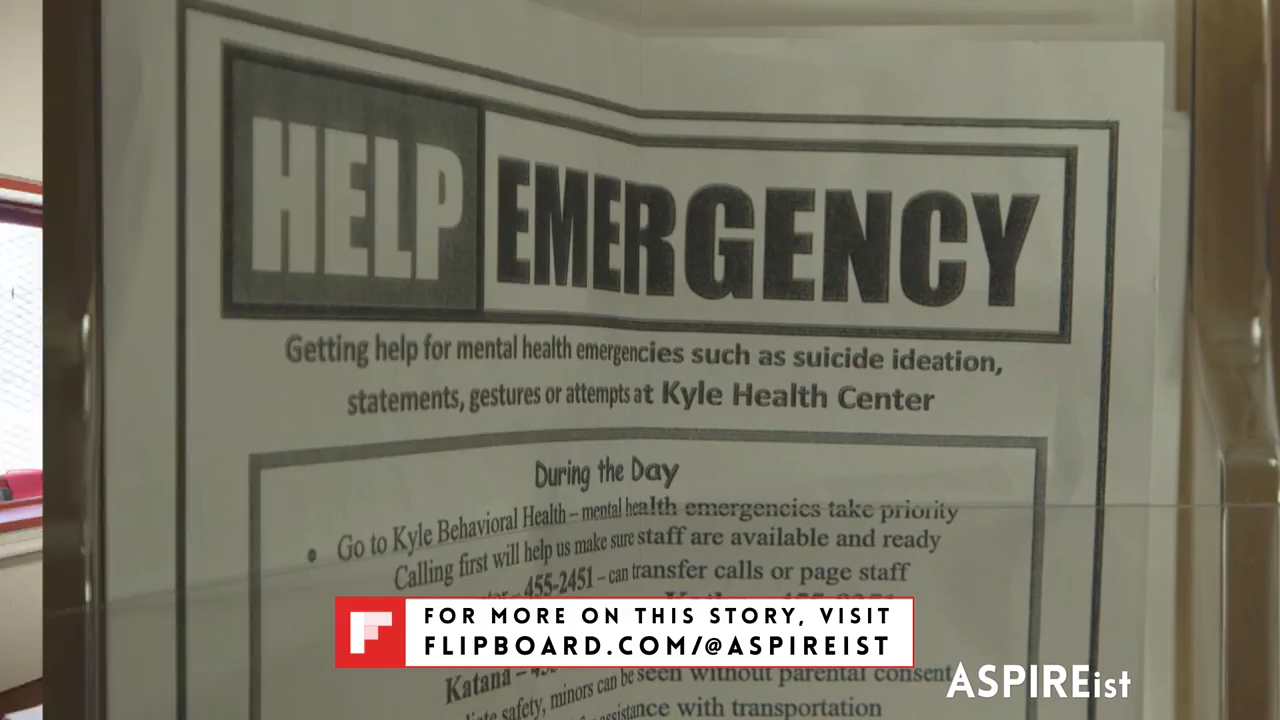 HELP EMERGENCY
Getting help for mental health emergencies such as suicide ideation,
statements, gestures or attempts at Kyle Health Center
During the Day
• Go to Kyle Behavioral Health – mental health emergencies take priority
Calling first will help us make sure staff are available and ready
455-2451 – can transfer calls or page staff
FOR MORE ON THIS STORY, VISIT
FLIPBOARD.COM/@ASPIREIST
Katana –
safety, minors can be seen without parental consent
ASPIREist
assistance with transportation